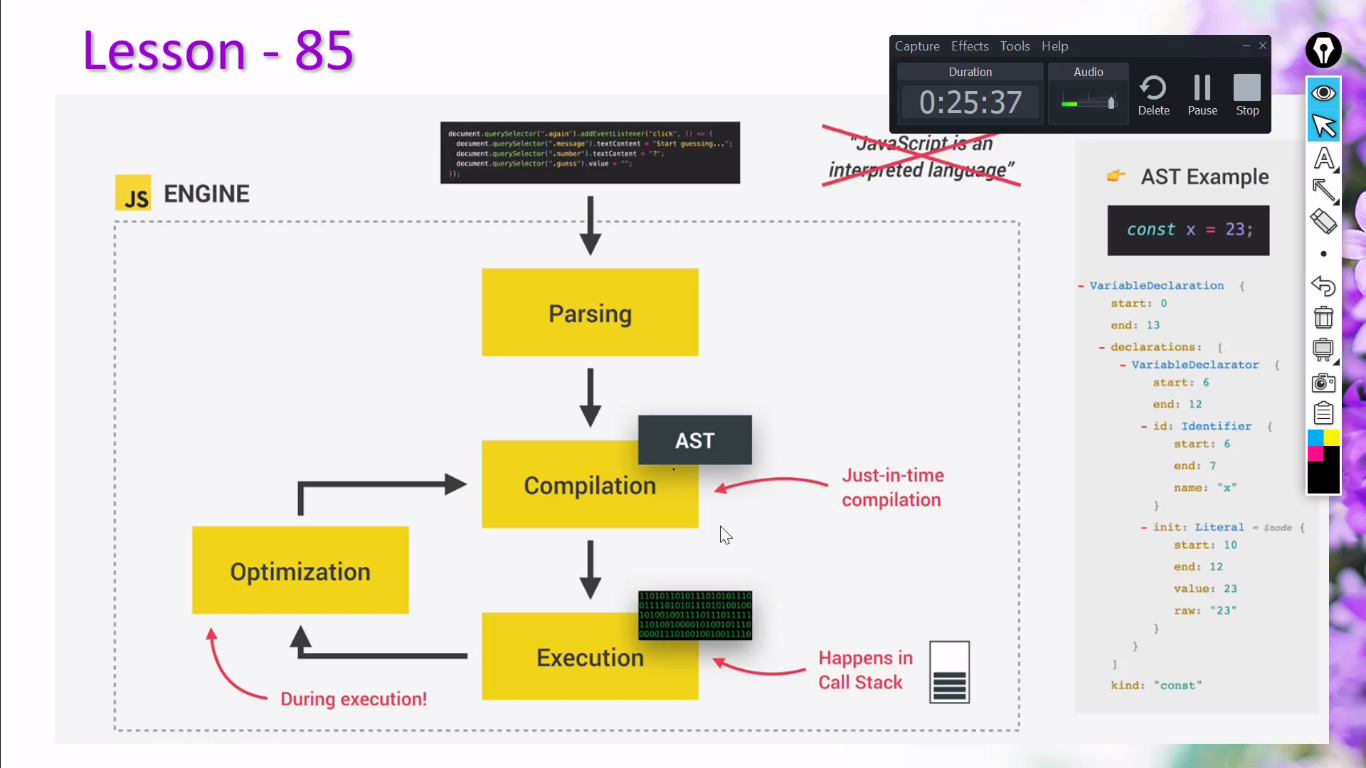 Lesson - 85
Capture Effects Tools Help
Duration
0:25:37
Audio
Delete
Pause
Stop
document.querySelector(".again").addEventListener("click", () => {
document.querySelector(".message").textContent = "Start guessing...";
document.querySelector(".number").textContent = "?";
document.querySelector(".guess").value = "";
});
"JavaScript is an
interpreted language"
JS ENGINE
Parsing
AST
Compilation
Just-in-time
compilation
Optimization
11010110101110101011110
01111010101110101001 00
Execution
Happens in
Call Stack
During execution!
👉 AST Example
const x = 23;
- VariableDeclaration {
start: 0
end: 13
- declarations: [
- VariableDeclarator {
start: 6
end: 12
- id: Identifier {
start: 6
end: 7
name: "x"
}
- init: Literal = $node {
start: 10
end: 12
value: 23
raw: "23"
}
}
]
kind: "const"
A